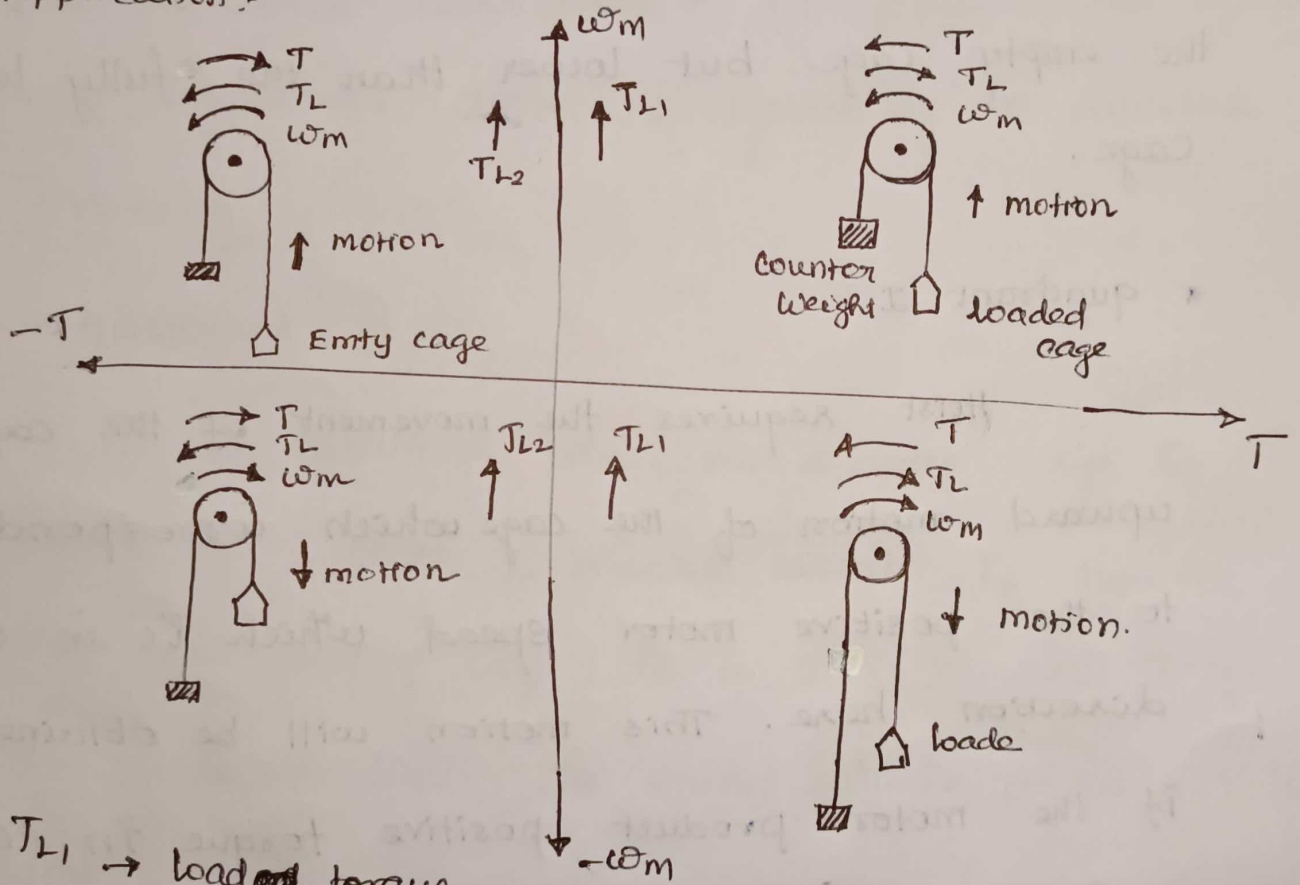 ωm
T
TL
ωm
TL2
TL1
motion
Emty cage
-T
T
TL
ωm
motion
counter
weight
loaded
cage
T
T
TL
ωm
motion
TL2
TL1
T
TL
ωm
motion.
loade
-ωm
TL1 → load torque